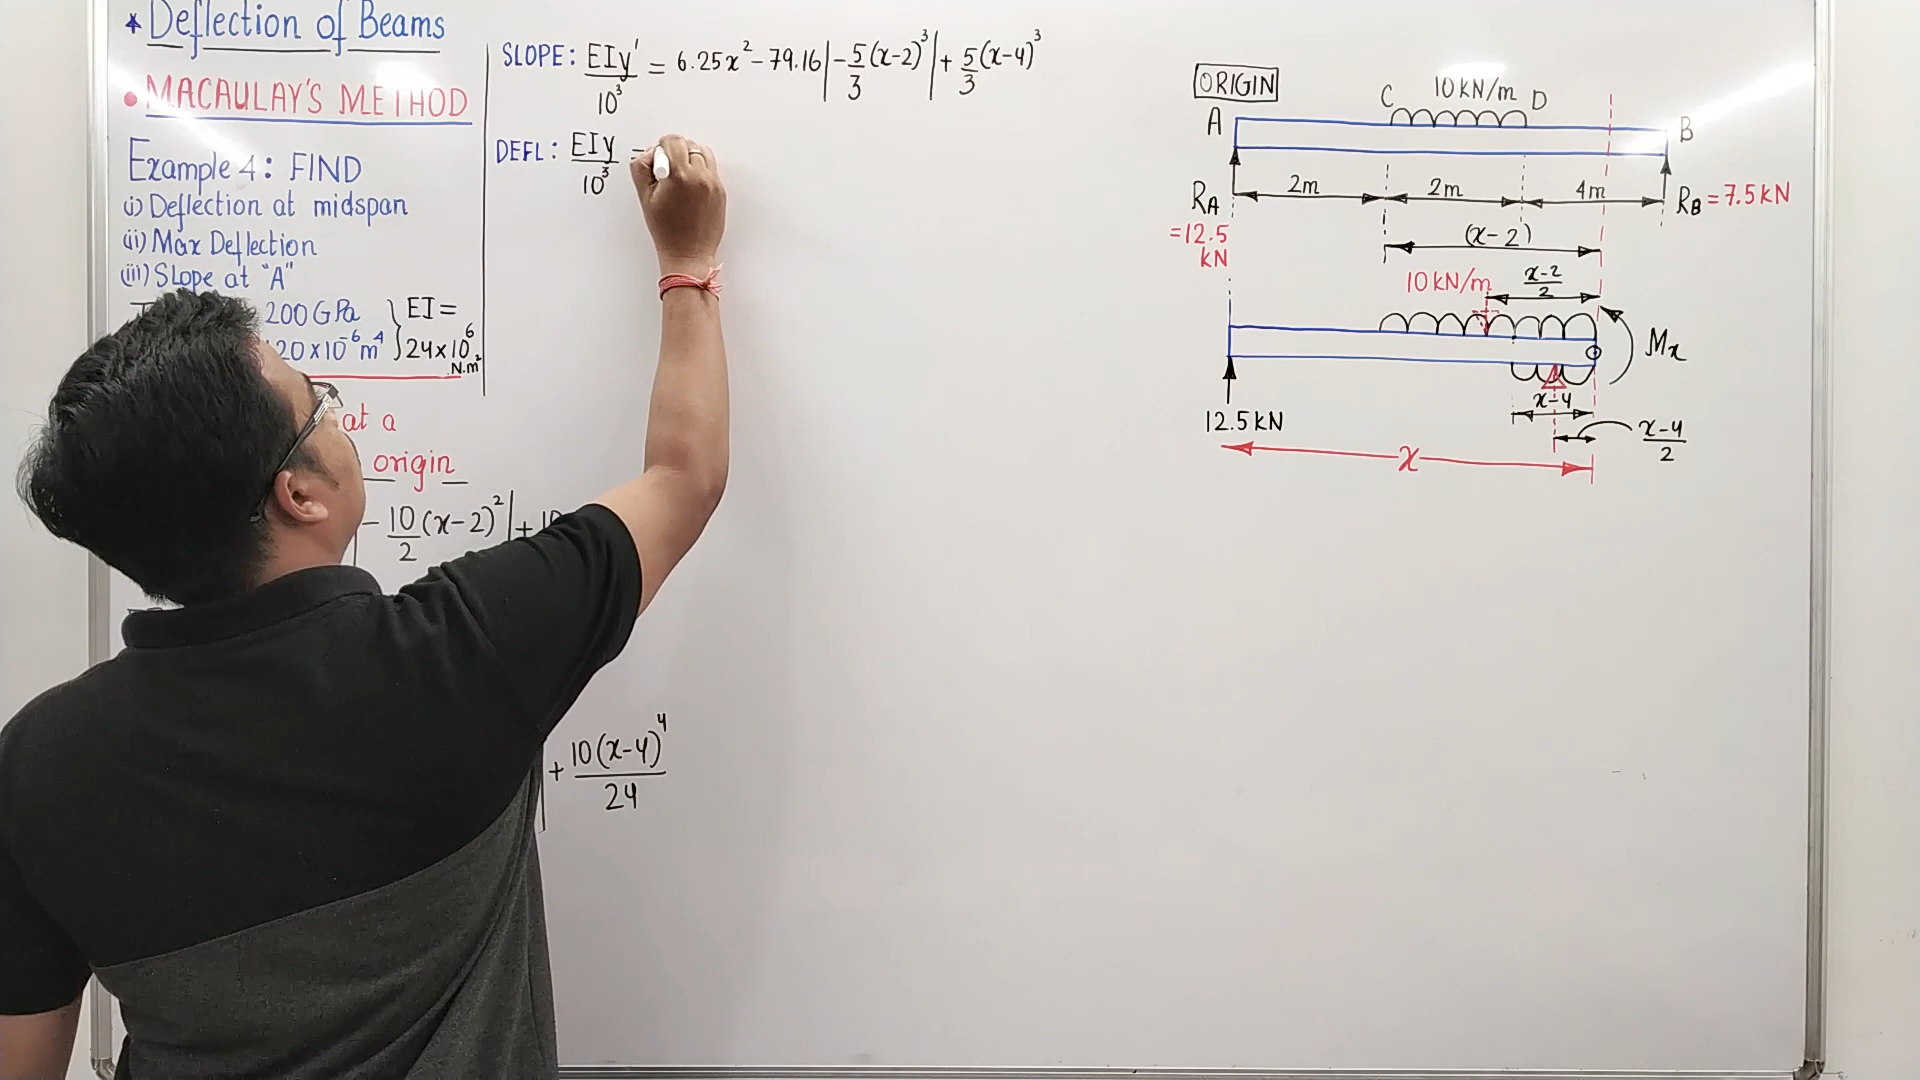 * Deflection of Beams
• MACAULAY'S METHOD
Example 4: FIND
i) Deflection at midspan
ii) Max Deflection
(iii) Slope at "A"
200 GPa
20×10⁻⁶m⁴
} EI =
24×10⁶
N.m²
at a
origin
- 10/2 (x-2)² | + 10
+ 10(x-4)⁴/24
SLOPE: EIy'/10³ = 6.25x² - 79.16 | - 5/3 (x-2)³ | + 5/3 (x-4)³
DEFL: EIy/10³ =
ORIGIN
C 10 KN/m D
A B
2m 2m 4m
RA
=12.5
KN
RB = 7.5 KN
(x-2)
10 KN/m
x-2/2
Mx
x-4
12.5 KN
x-4/2
x